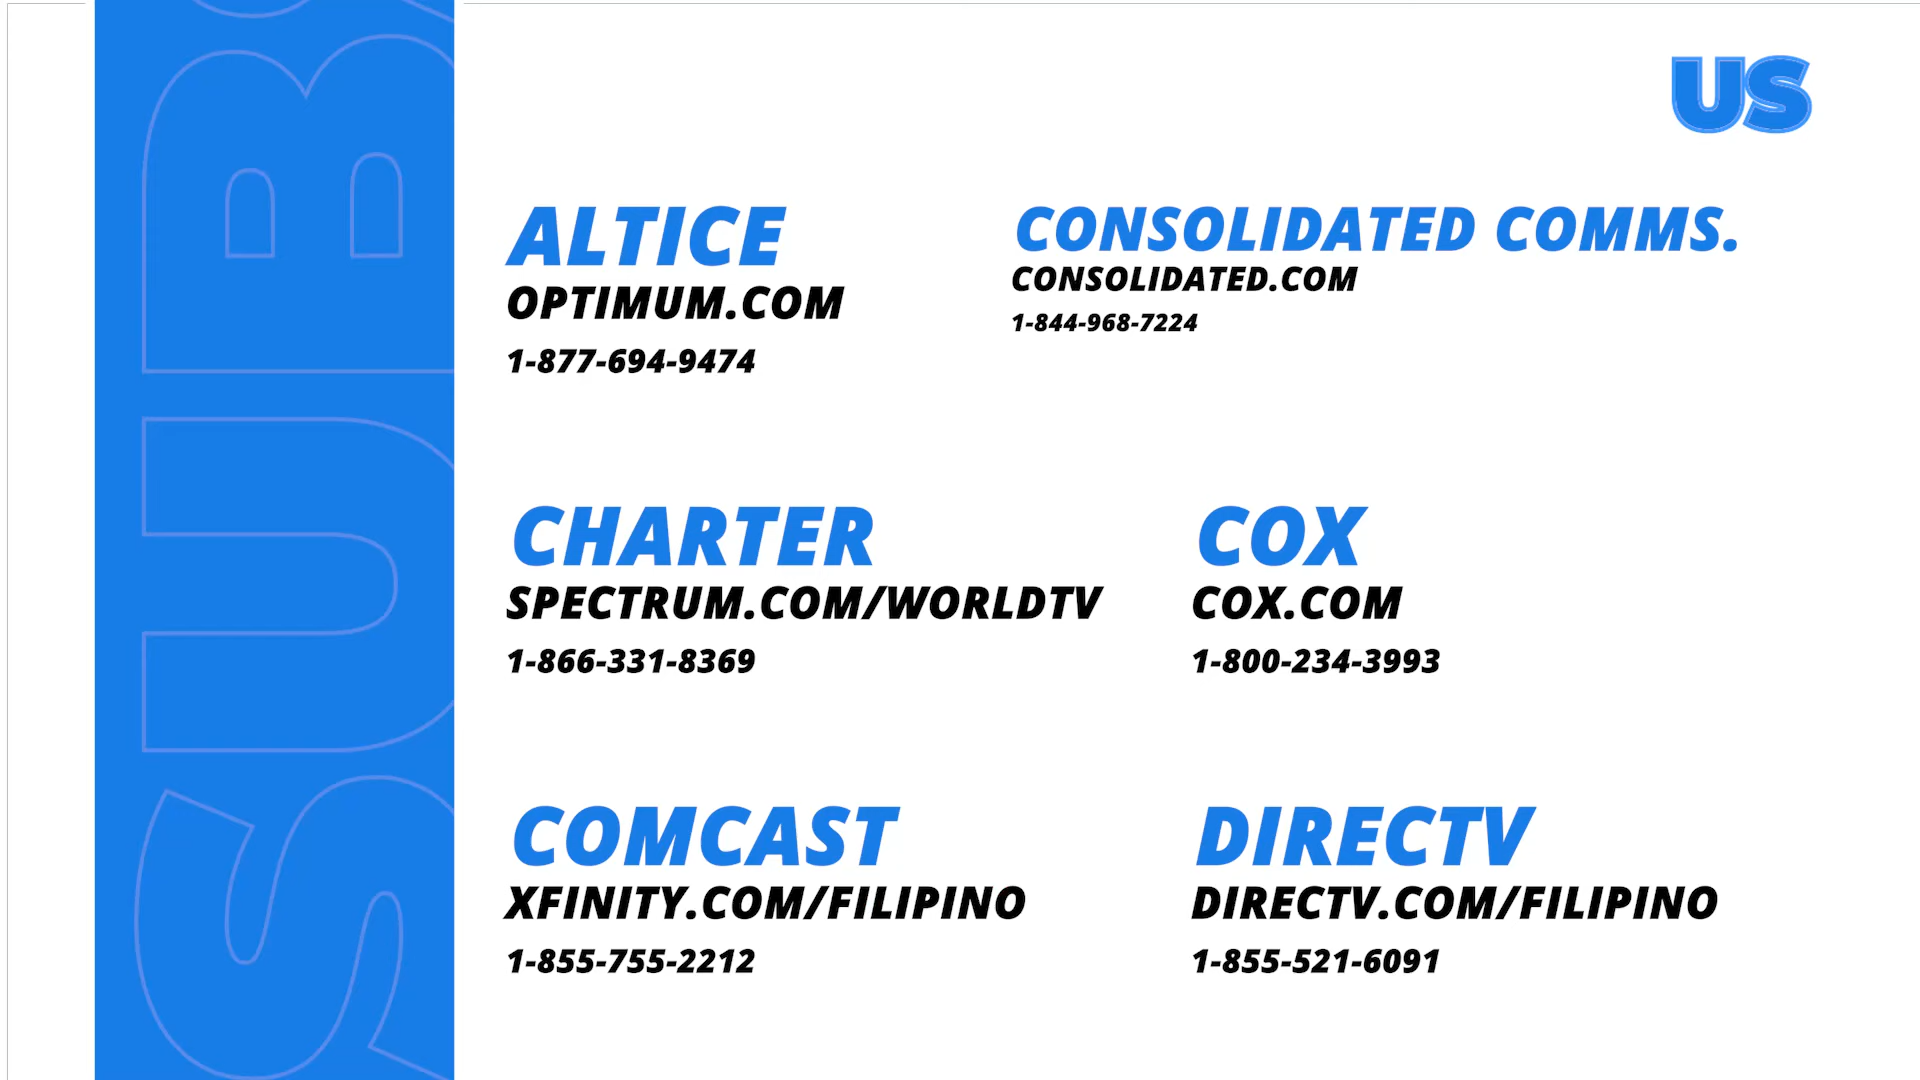 SUB
US
ALTICE
OPTIMUM.COM
1-877-694-9474
CONSOLIDATED COMMS.
CONSOLIDATED.COM
1-844-968-7224
CHARTER
SPECTRUM.COM/WORLDTV
1-866-331-8369
COX
COX.COM
1-800-234-3993
COMCAST
XFINITY.COM/FILIPINO
1-855-755-2212
DIRECTV
DIRECTV.COM/FILIPINO
1-855-521-6091